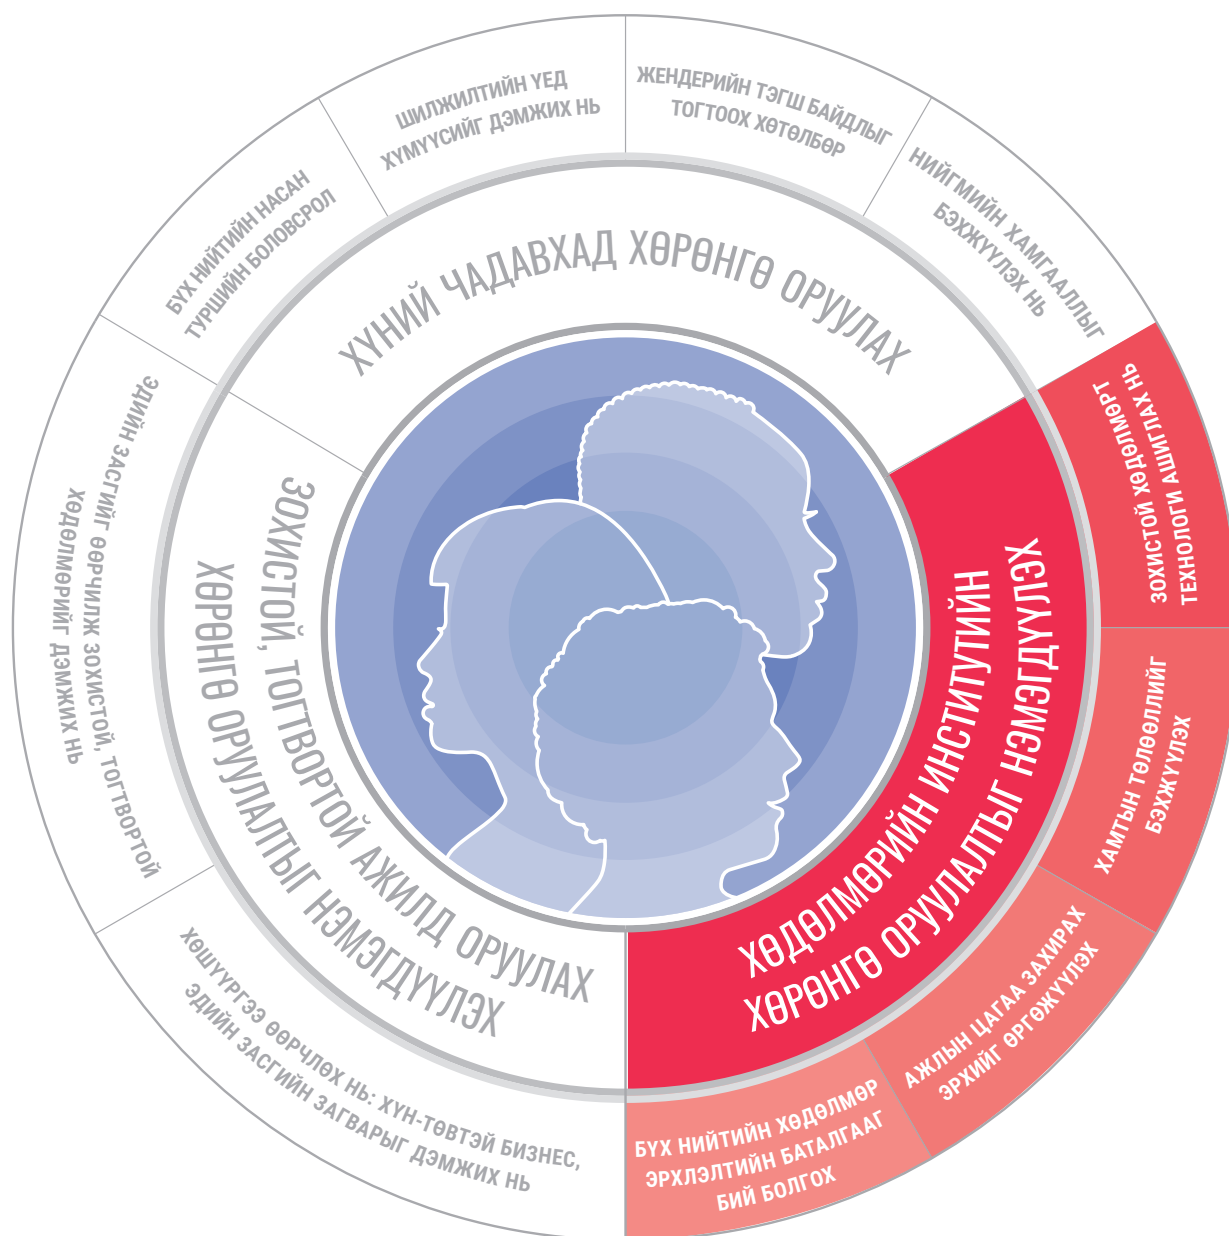 ХҮНИЙ ЧАДАВХАД ХӨРӨНГӨ ОРУУЛАХ
БҮХ НИЙТИЙН НАСАН
ТУРШИЙН БОЛОВСРОЛ
ШИЛЖИЛТИЙН ҮЕД
ХҮМҮҮСИЙГ ДЭМЖИХ НЬ
ЖЕНДЕРИЙН ТЭГШ БАЙДЛЫГ
ТОГТООХ ХӨТӨЛБӨР
НИЙГМИЙН ХАМГААЛЛЫГ
БЭХЖҮҮЛЭХ НЬ
ХӨДӨЛМӨРИЙН ИНСТИТУТИЙН
ХӨРӨНГӨ ОРУУЛАЛТЫГ НЭМЭГДҮҮЛЭХ
ЗОХИСТОЙ ХӨДӨЛМӨРТ
ТЕХНОЛОГИ АШИГЛАХ НЬ
ХАМТЫН ТӨЛӨӨЛЛИЙГ
БЭХЖҮҮЛЭХ
АЖЛЫН ЦАГАА ЗАХИРАХ
ЭРХИЙГ ӨРГӨЖҮҮЛЭХ
БҮХ НИЙТИЙН ХӨДӨЛМӨР
ЭРХЛЭЛТИЙН БАТАЛГААГ
БИЙ БОЛГОХ
ЗОХИСТОЙ, ТОГТВОРТОЙ АЖИЛД ОРУУЛАХ
ХӨРӨНГӨ ОРУУЛАЛТЫГ НЭМЭГДҮҮЛЭХ
ЭДИЙН ЗАСГИЙГ ӨӨРЧИЛЖ ЗОХИСТОЙ, ТОГТВОРТОЙ
ХӨДӨЛМӨРИЙГ ДЭМЖИХ НЬ
ХӨШҮҮРГЭЭ ӨӨРЧЛӨХ НЬ: ХҮН-ТӨВТЭЙ БИЗНЕС,
ЭДИЙН ЗАСГИЙН ЗАГВАРЫГ ДЭМЖИХ НЬ